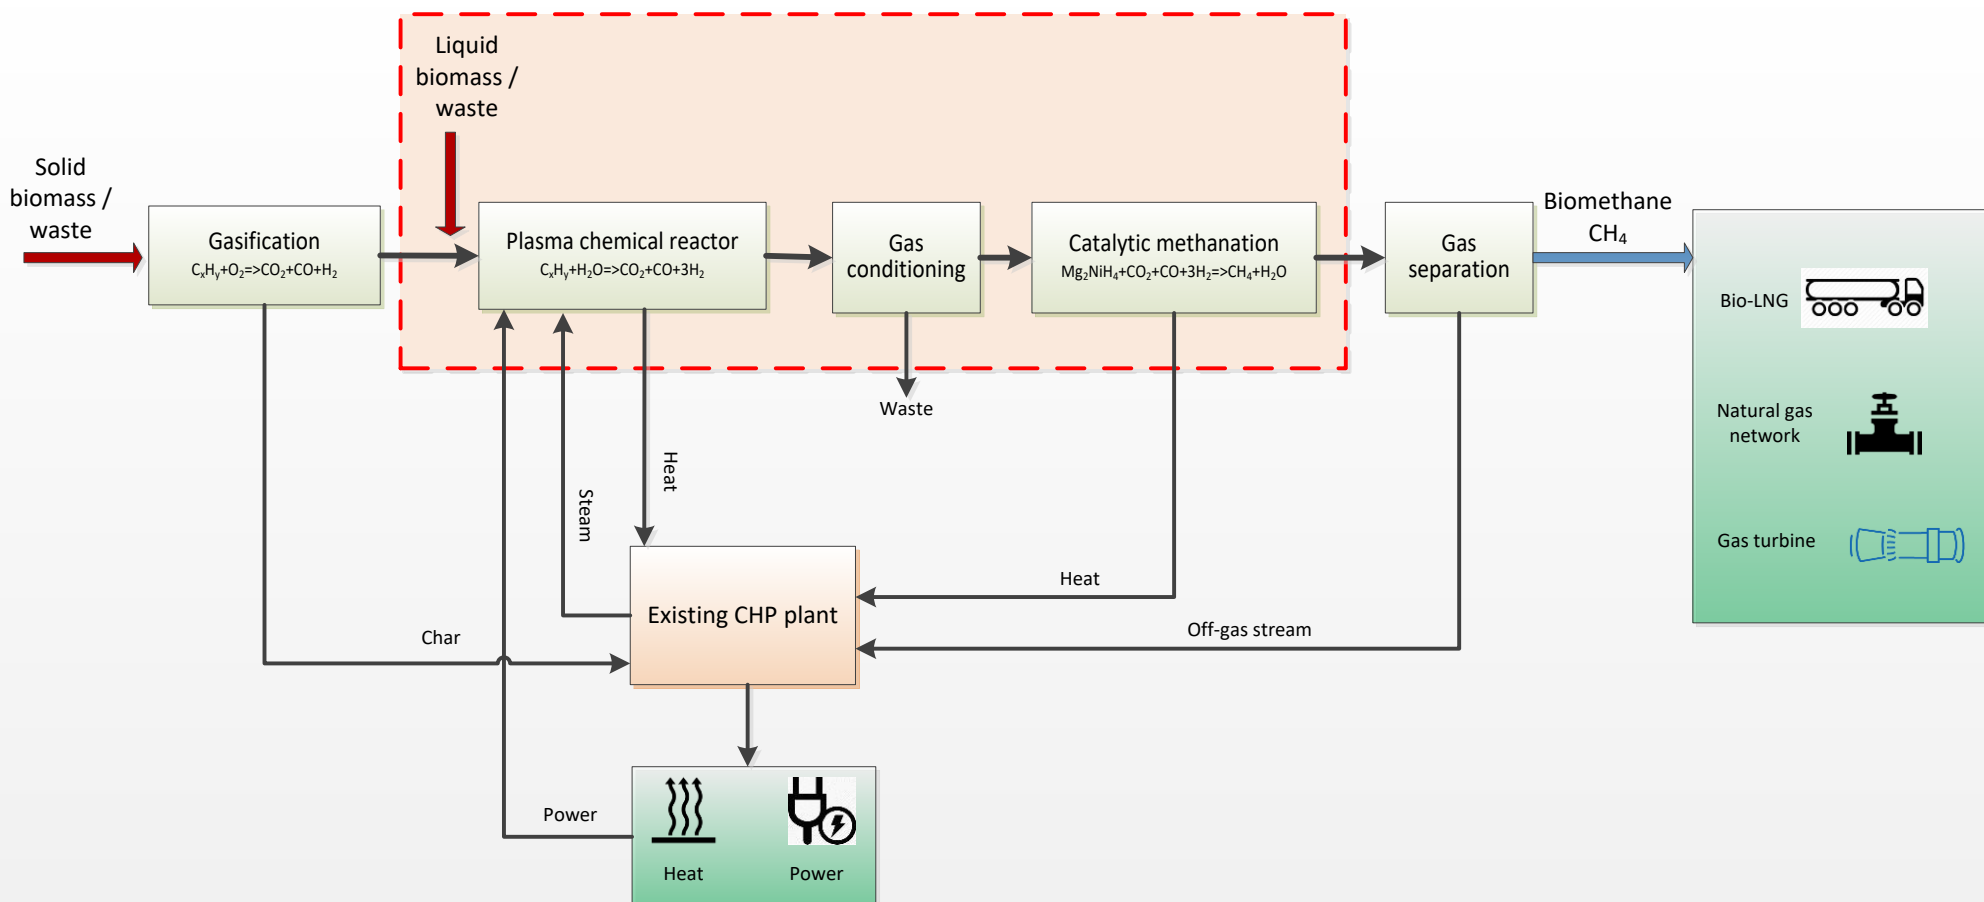 Liquid
biomass /
waste
Solid
biomass /
waste
Gasification
CₓHᵧ+O₂=>CO₂+CO+H₂
Plasma chemical reactor
CₓHᵧ+H₂O=>CO₂+CO+3H₂
Gas
conditioning
Catalytic methanation
Mg₂NiH₄+CO₂+CO+3H₂=>CH₄+H₂O
Gas
separation
Biomethane
CH₄
Bio-LNG
Natural gas
network
Gas turbine
Waste
Heat
Steam
Heat
Existing CHP plant
Off-gas stream
Char
Power
Heat
Power